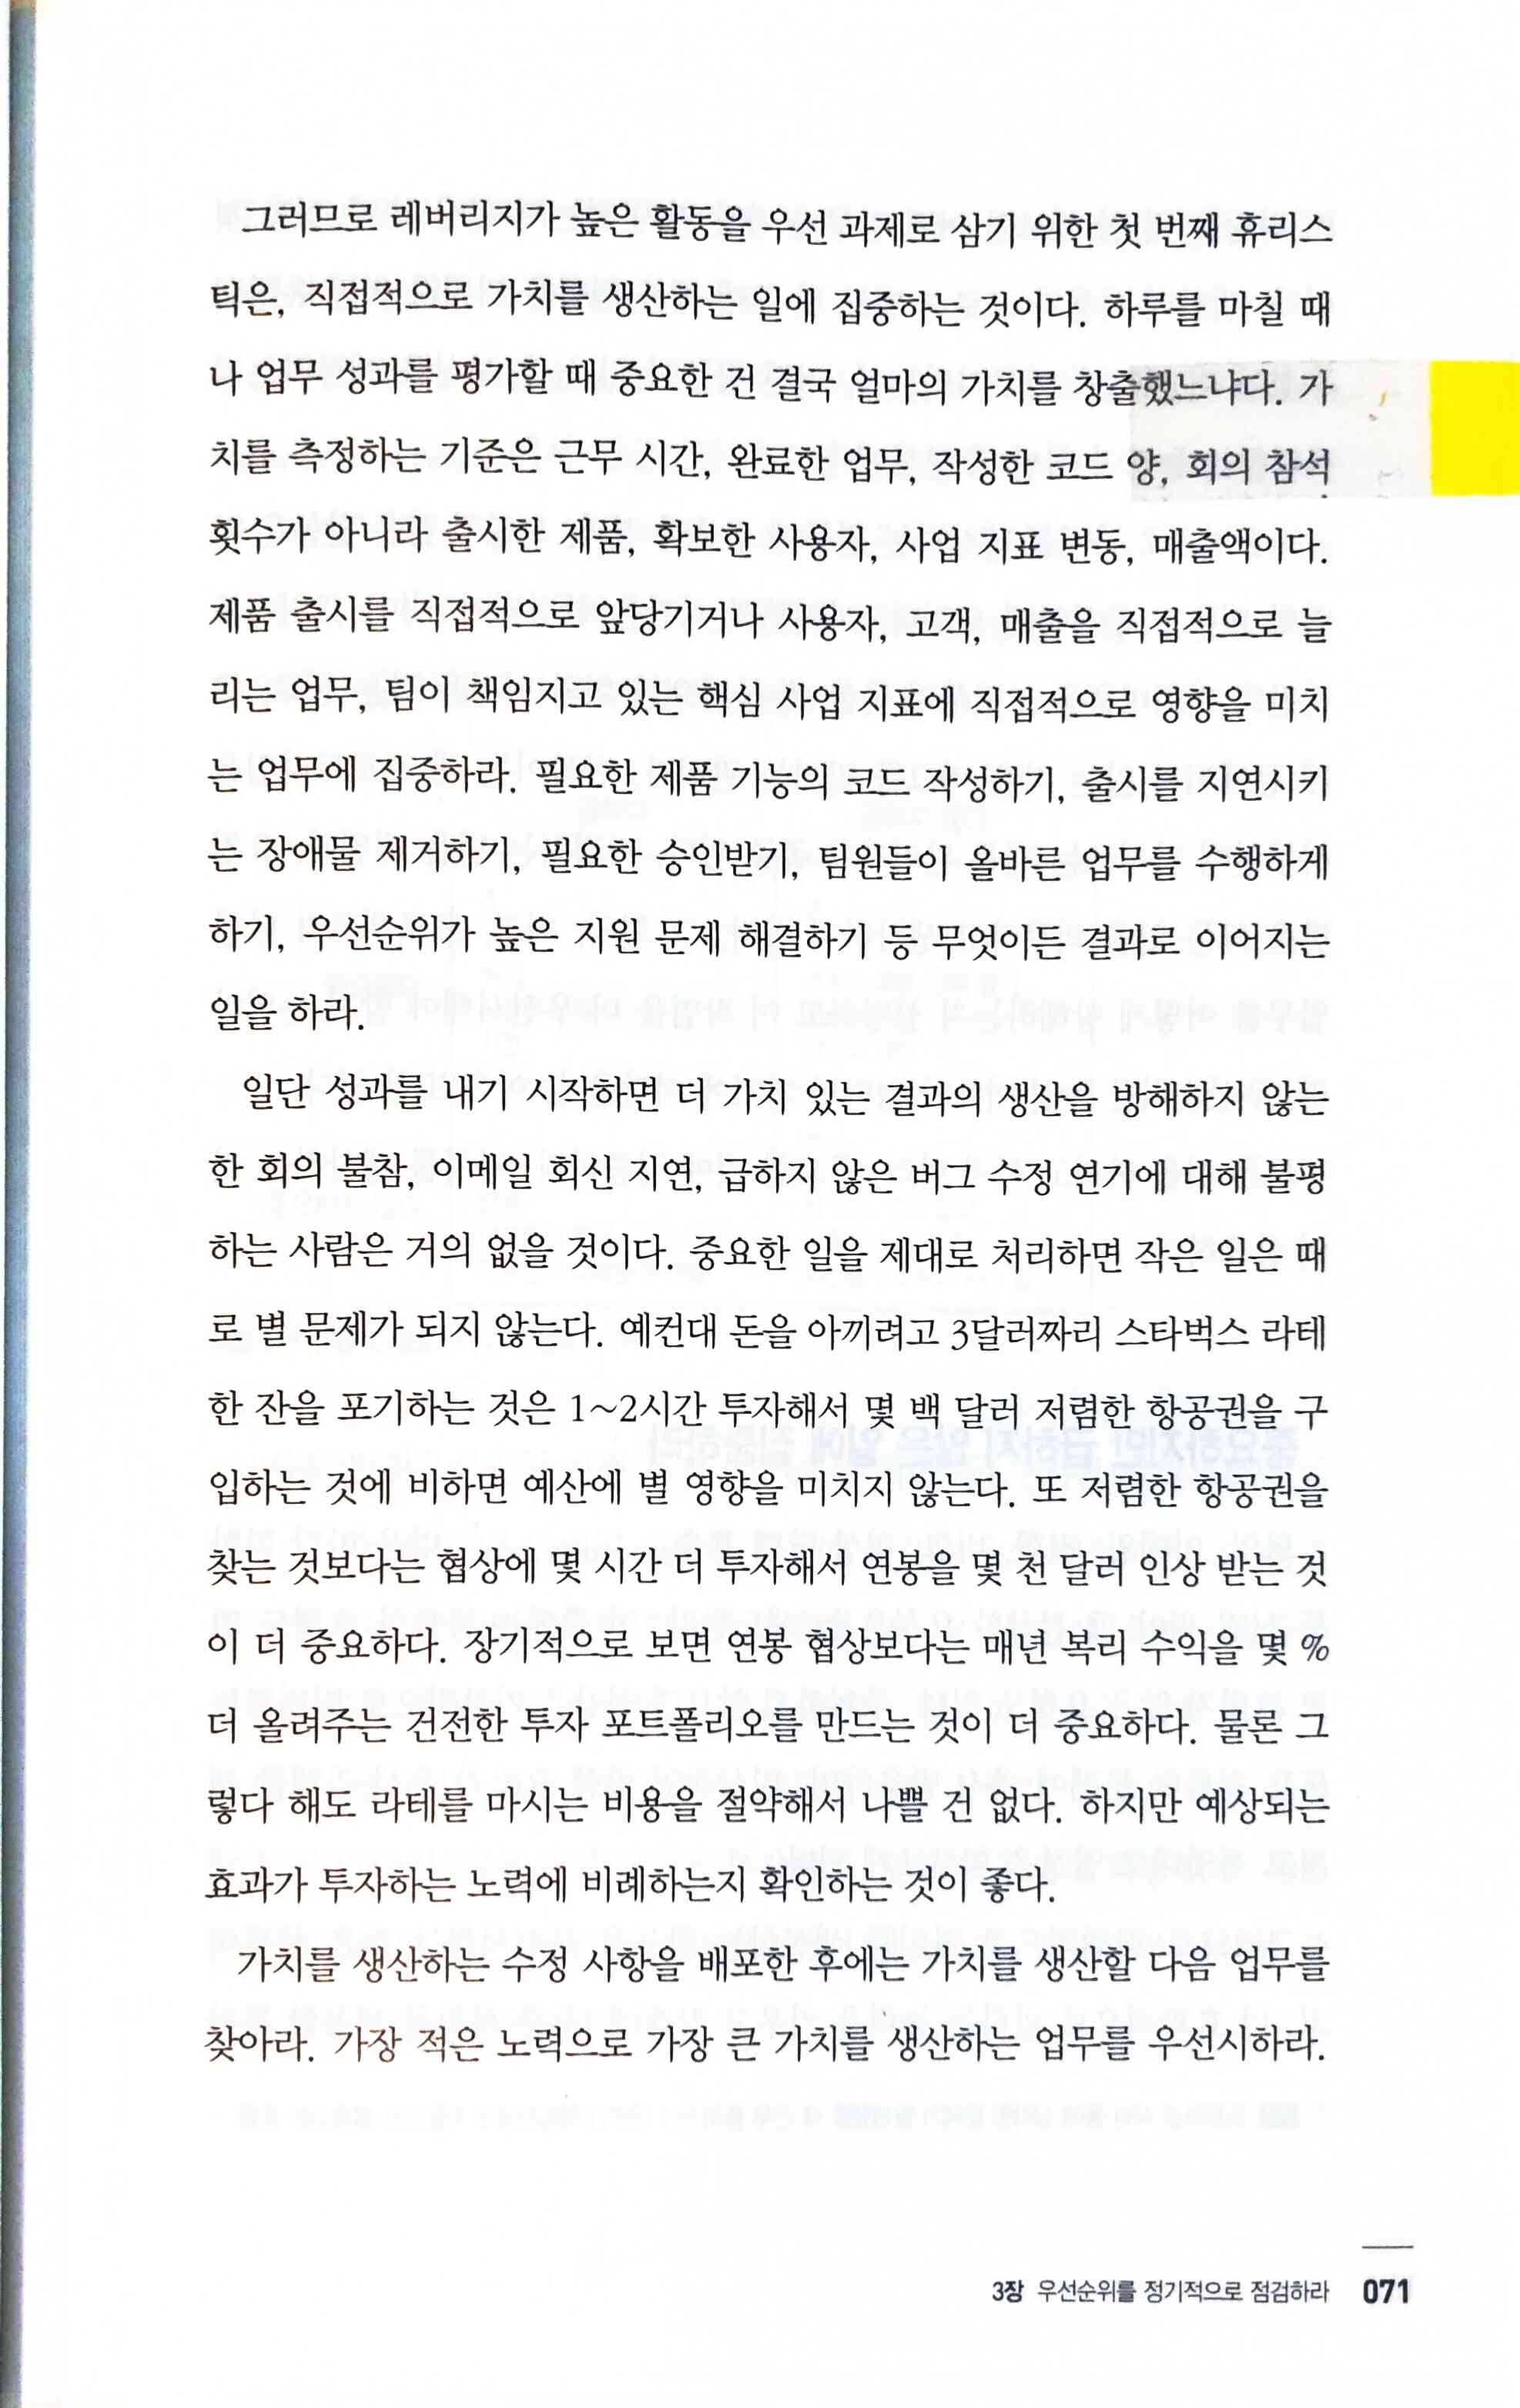 그러므로 레버리지가 높은 활동을 우선 과제로 삼기 위한 첫 번째 휴리스
틱은, 직접적으로 가치를 생산하는 일에 집중하는 것이다. 하루를 마칠 때
나 업무 성과를 평가할 때 중요한 건 결국 얼마의 가치를 창출했느냐다. 가
치를 측정하는 기준은 근무 시간, 완료한 업무, 작성한 코드 양, 회의 참석
횟수가 아니라 출시한 제품, 확보한 사용자, 사업 지표 변동, 매출액이다.
제품 출시를 직접적으로 앞당기거나 사용자, 고객, 매출을 직접적으로 늘
리는 업무, 팀이 책임지고 있는 핵심 사업 지표에 직접적으로 영향을 미치
는 업무에 집중하라. 필요한 제품 기능의 코드 작성하기, 출시를 지연시키
는 장애물 제거하기, 필요한 승인받기, 팀원들이 올바른 업무를 수행하게
하기, 우선순위가 높은 지원 문제 해결하기 등 무엇이든 결과로 이어지는
일을 하라.
일단 성과를 내기 시작하면 더 가치 있는 결과의 생산을 방해하지 않는
한 회의 불참, 이메일 회신 지연, 급하지 않은 버그 수정 연기에 대해 불평
하는 사람은 거의 없을 것이다. 중요한 일을 제대로 처리하면 작은 일은 때
로 별 문제가 되지 않는다. 예컨대 돈을 아끼려고 3달러짜리 스타벅스 라테
한 잔을 포기하는 것은 1~2시간 투자해서 몇 백 달러 저렴한 항공권을 구
입하는 것에 비하면 예산에 별 영향을 미치지 않는다. 또 저렴한 항공권을
찾는 것보다는 협상에 몇 시간 더 투자해서 연봉을 몇 천 달러 인상 받는 것
이 더 중요하다. 장기적으로 보면 연봉 협상보다는 매년 복리 수익을 몇 %
더 올려주는 건전한 투자 포트폴리오를 만드는 것이 더 중요하다. 물론 그
렇다 해도 라테를 마시는 비용을 절약해서 나쁠 건 없다. 하지만 예상되는
효과가 투자하는 노력에 비례하는지 확인하는 것이 좋다.
가치를 생산하는 수정 사항을 배포한 후에는 가치를 생산할 다음 업무를
찾아라. 가장 적은 노력으로 가장 큰 가치를 생산하는 업무를 우선시하라.
3장 우선순위를 정기적으로 점검하라 071